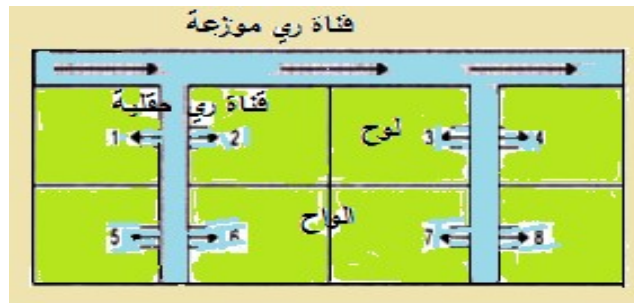 قناة ري موزعة
قناة ري حقلية
1 2 لوح 3 4
الواح
5 6 7 8